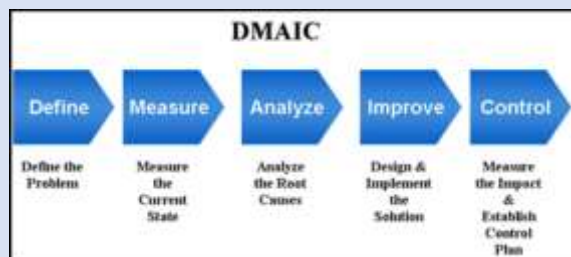 DMAIC
Define
Measure
Analyze
Improve
Control
Define the
Problem
Measure
the
Current
State
Analyze
the Root
Causes
Design &
Implement
the
Solution
Measure
the Impact
&
Establish
Control
Plan